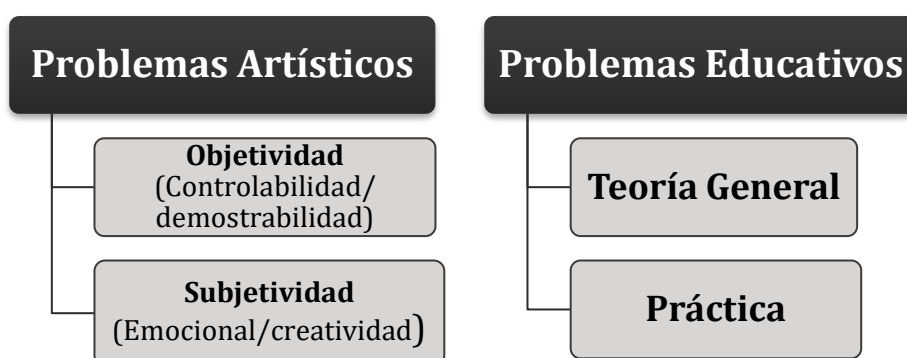 Problemas Artísticos
Objetividad
(Controlabilidad/
demostrabilidad)
Subjetividad
(Emocional/creatividad)
Problemas Educativos
Teoría General
Práctica